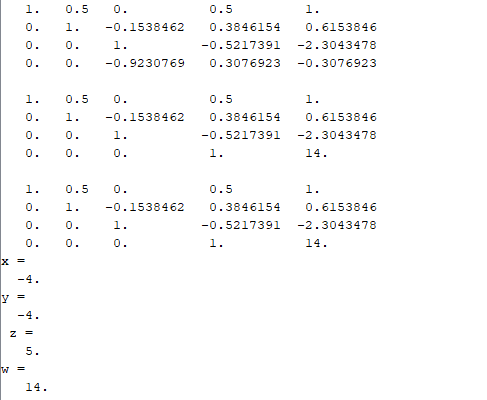 1. 0.5 0. 0.5 1.
0. 1. -0.1538462 0.3846154 0.6153846
0. 0. 1. -0.5217391 -2.3043478
0. 0. -0.9230769 0.3076923 -0.3076923
1. 0.5 0. 0.5 1.
0. 1. -0.1538462 0.3846154 0.6153846
0. 0. 1. -0.5217391 -2.3043478
0. 0. 0. 1. 14.
1. 0.5 0. 0.5 1.
0. 1. -0.1538462 0.3846154 0.6153846
0. 0. 1. -0.5217391 -2.3043478
0. 0. 0. 1. 14.
x =
-4.
y =
-4.
z =
5.
w =
14.